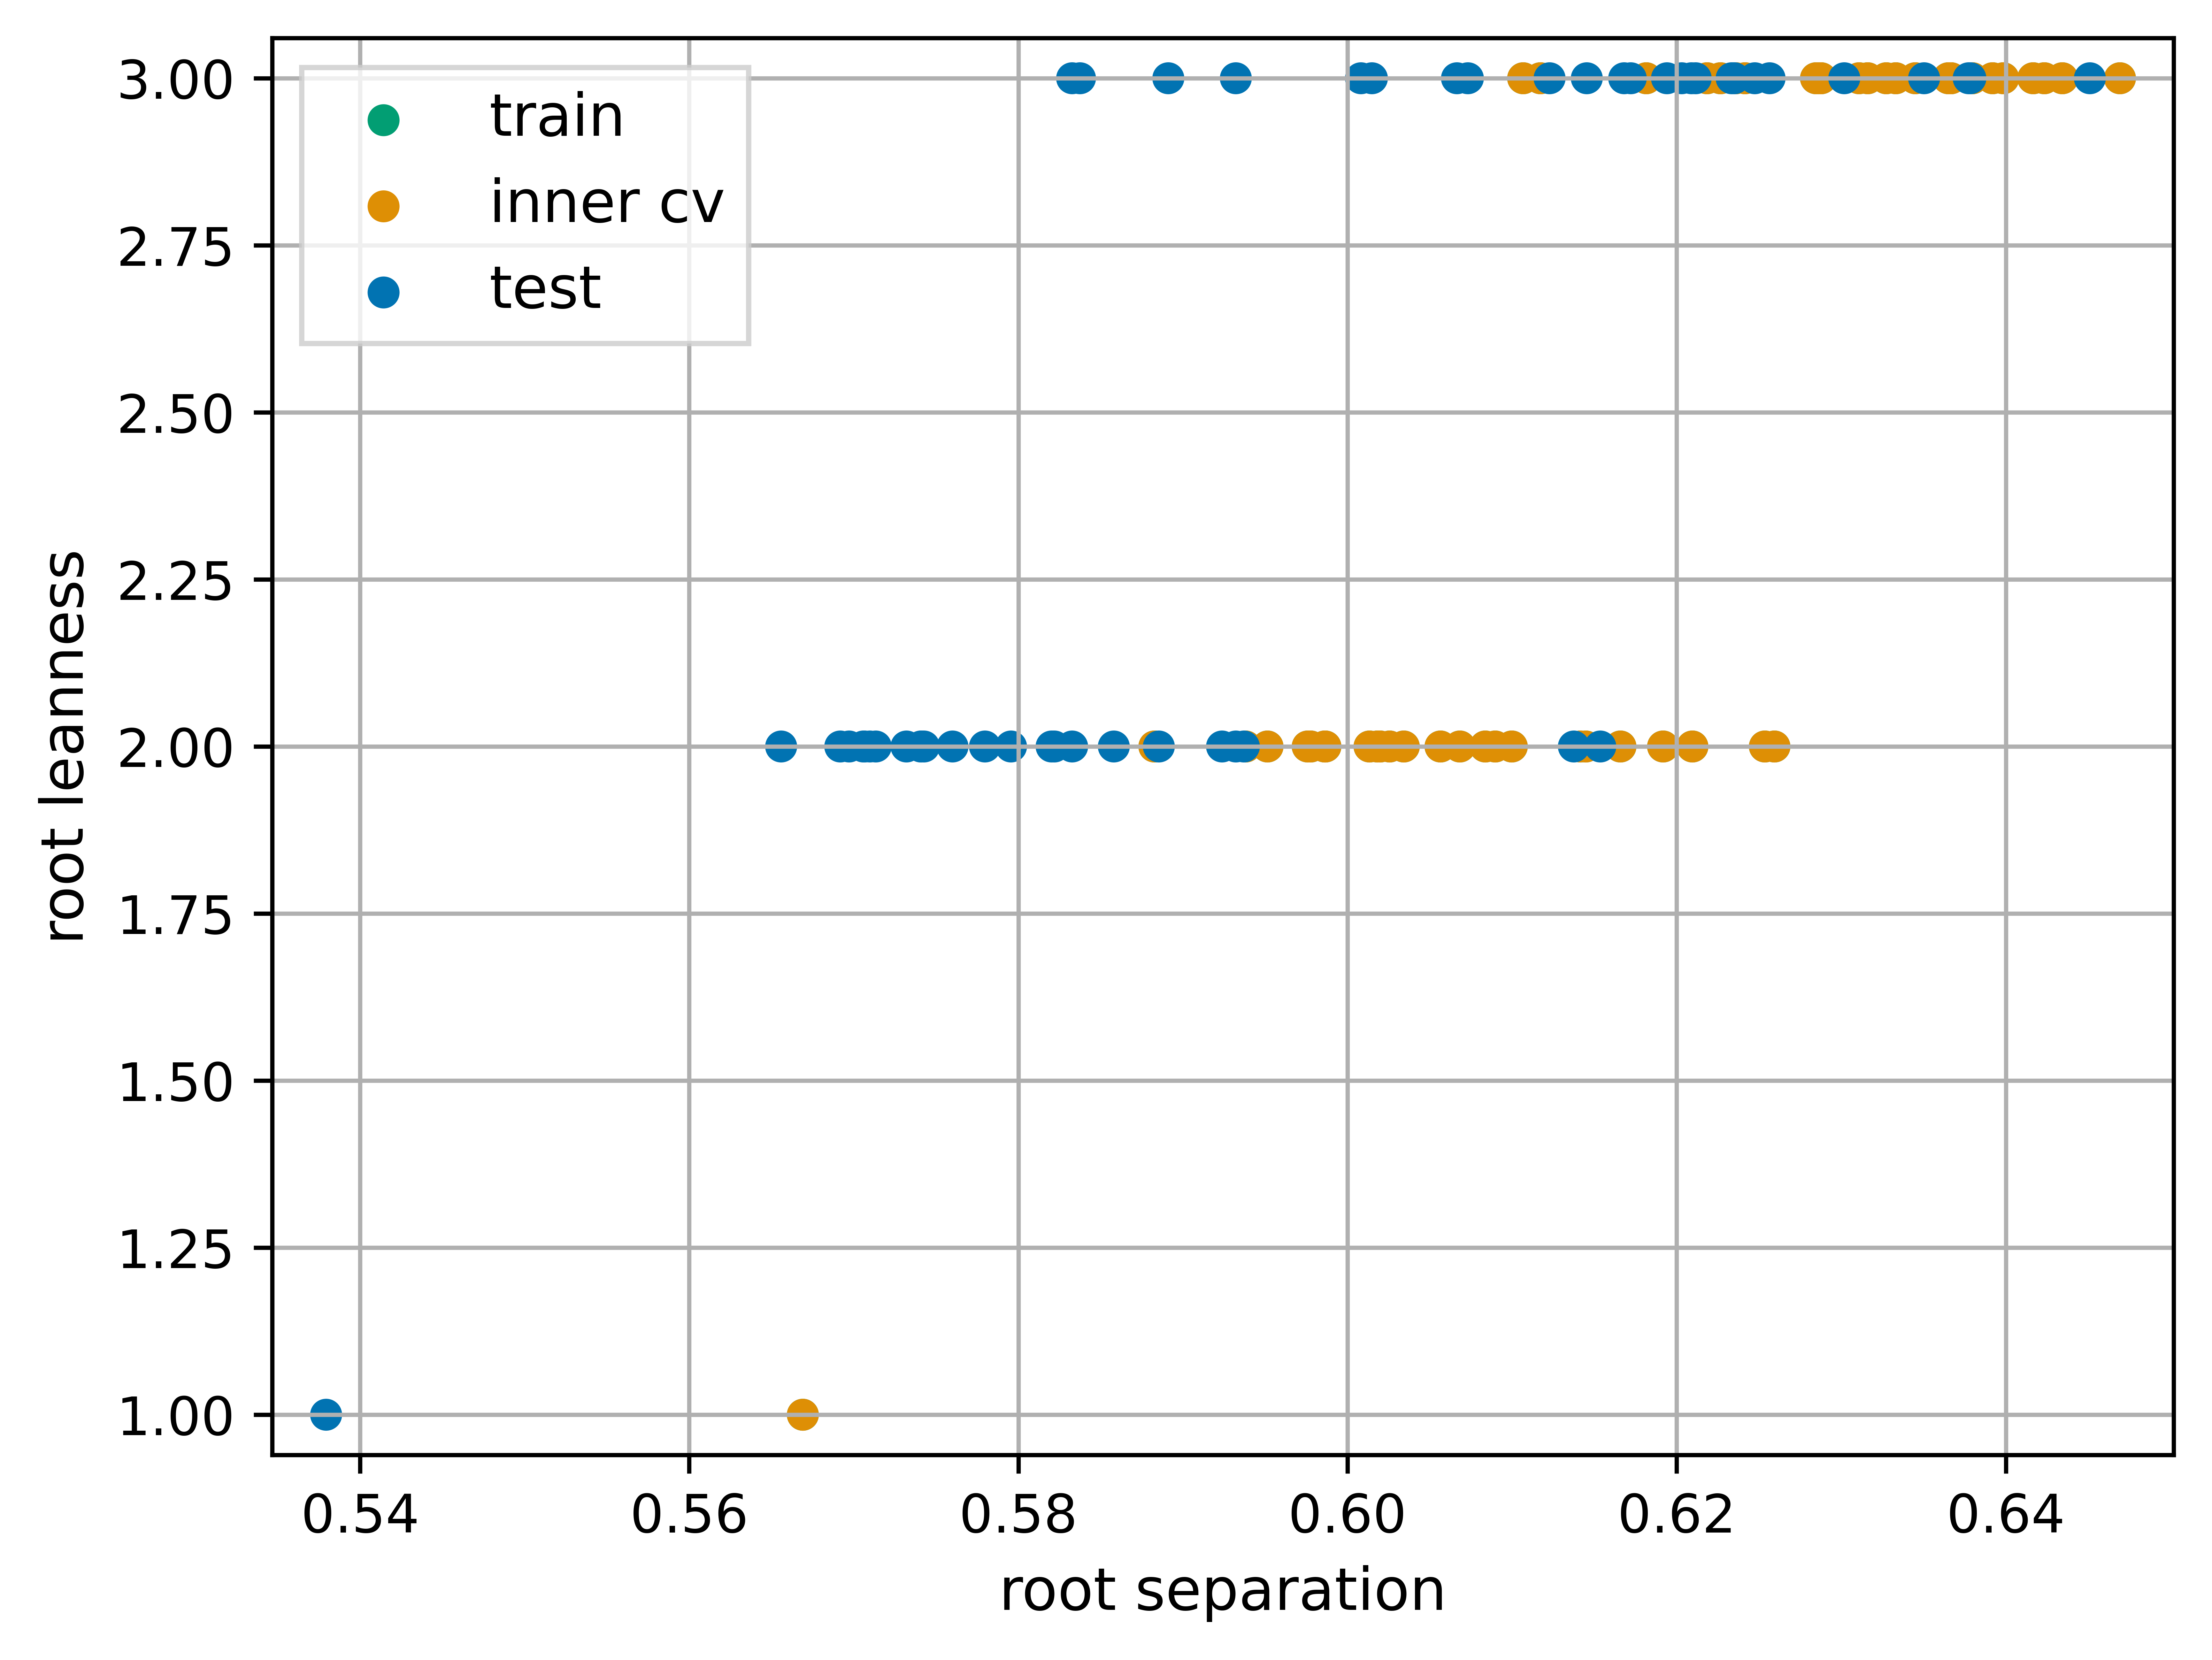 3.00
2.75
2.50
2.25
2.00
1.75
1.50
1.25
1.00
root leanness
train
inner cv
test
0.54 0.56 0.58 0.60 0.62 0.64
root separation